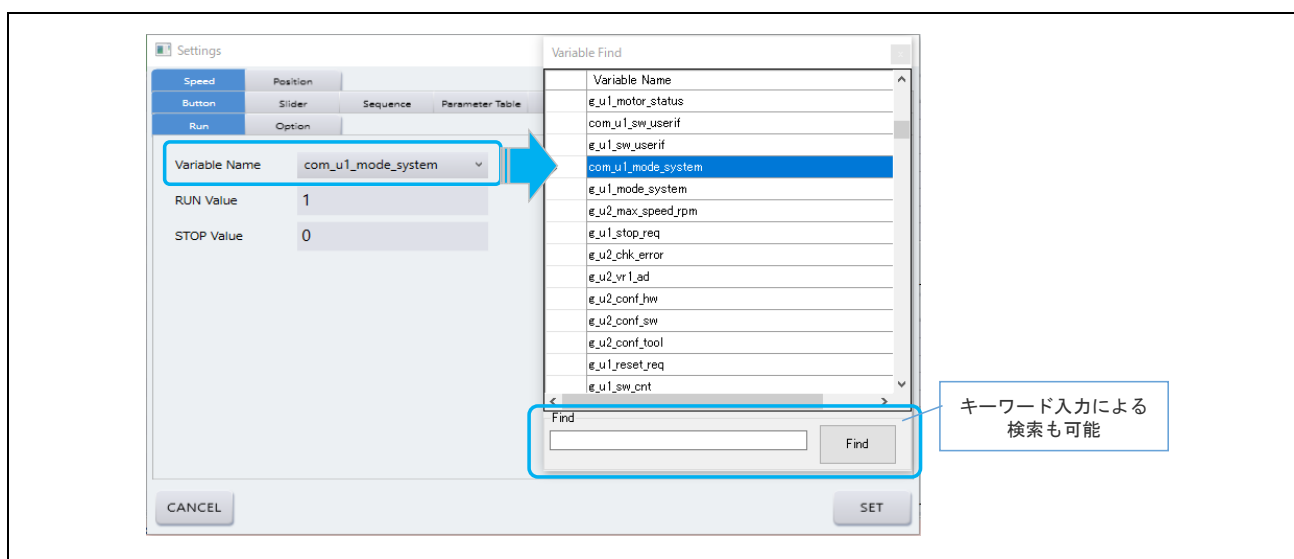 Settings
Speed Position
Button Slider Sequence Parameter Table
Run Option
Variable Name com_u1_mode_system
RUN Value 1
STOP Value 0
CANCEL
SET
Variable Find
Variable Name
g_u1_motor_status
com_u1_sw_userif
g_u1_sw_userif
com_u1_mode_system
g_u1_mode_system
g_u2_max_speed_rpm
g_u1_stop_req
g_u2_chk_error
g_u2_vr1_ad
g_u2_conf_hw
g_u2_conf_sw
g_u2_conf_tool
g_u1_reset_req
g_u1_sw_cnt
Find
Find
キーワード入力による
検索も可能